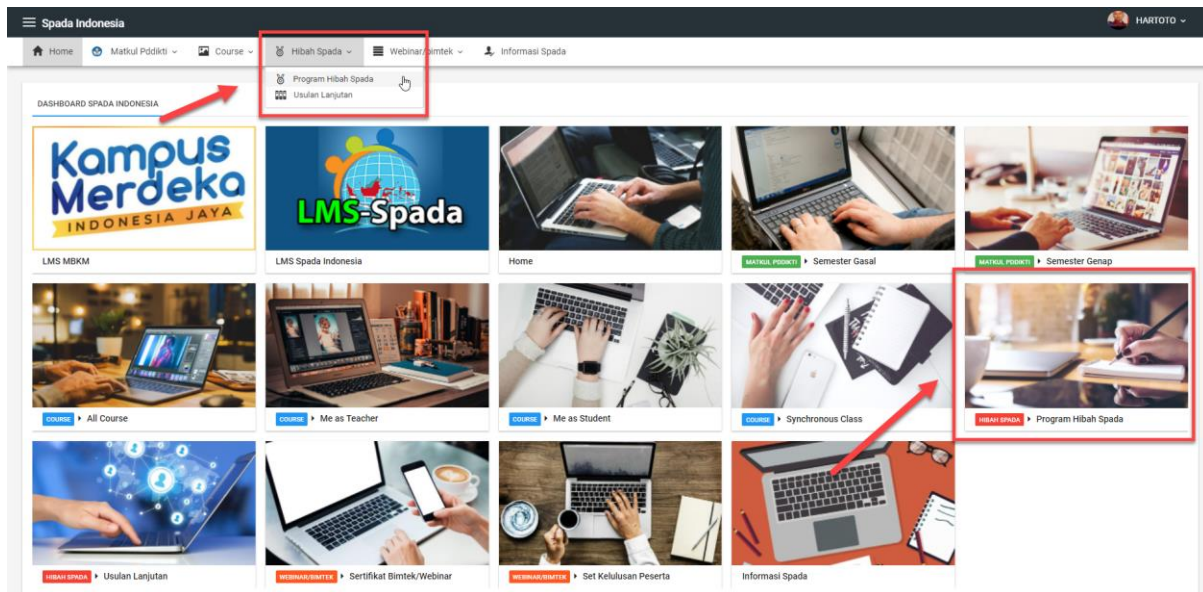 Spada Indonesia
HARTOTO
Home Matkul Pddikti Course Hibah Spada Webinar/bimtek Informasi Spada
Program Hibah Spada
Usulan Lanjutan
DASHBOARD SPADA INDONESIA
Kampus
Merdeka
INDONESIA JAYA
LMS-Spada
LMS MBKM
LMS Spada Indonesia
Home
MATKUL PDDIKTI Semester Gasal
MATKUL PDDIKTI Semester Genap
COURSE All Course
COURSE Me as Teacher
COURSE Me as Student
COURSE Synchronous Class
HIBAH SPADA Program Hibah Spada
HIBAH SPADA Usulan Lanjutan
WEBINAR/BIMTEK Sertifikat Bimtek/Webinar
WEBINAR/BIMTEK Set Kelulusan Peserta
Informasi Spada